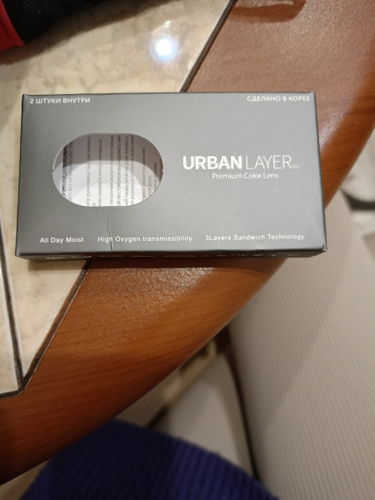 2 ШТУКИ ВНУТРИ
СДЕЛАНО В КОРЕЕ
URBAN LAYER
Premium Color Lens
All Day Moist
High Oxygen transmissibility
3Layers Sandwich Technology